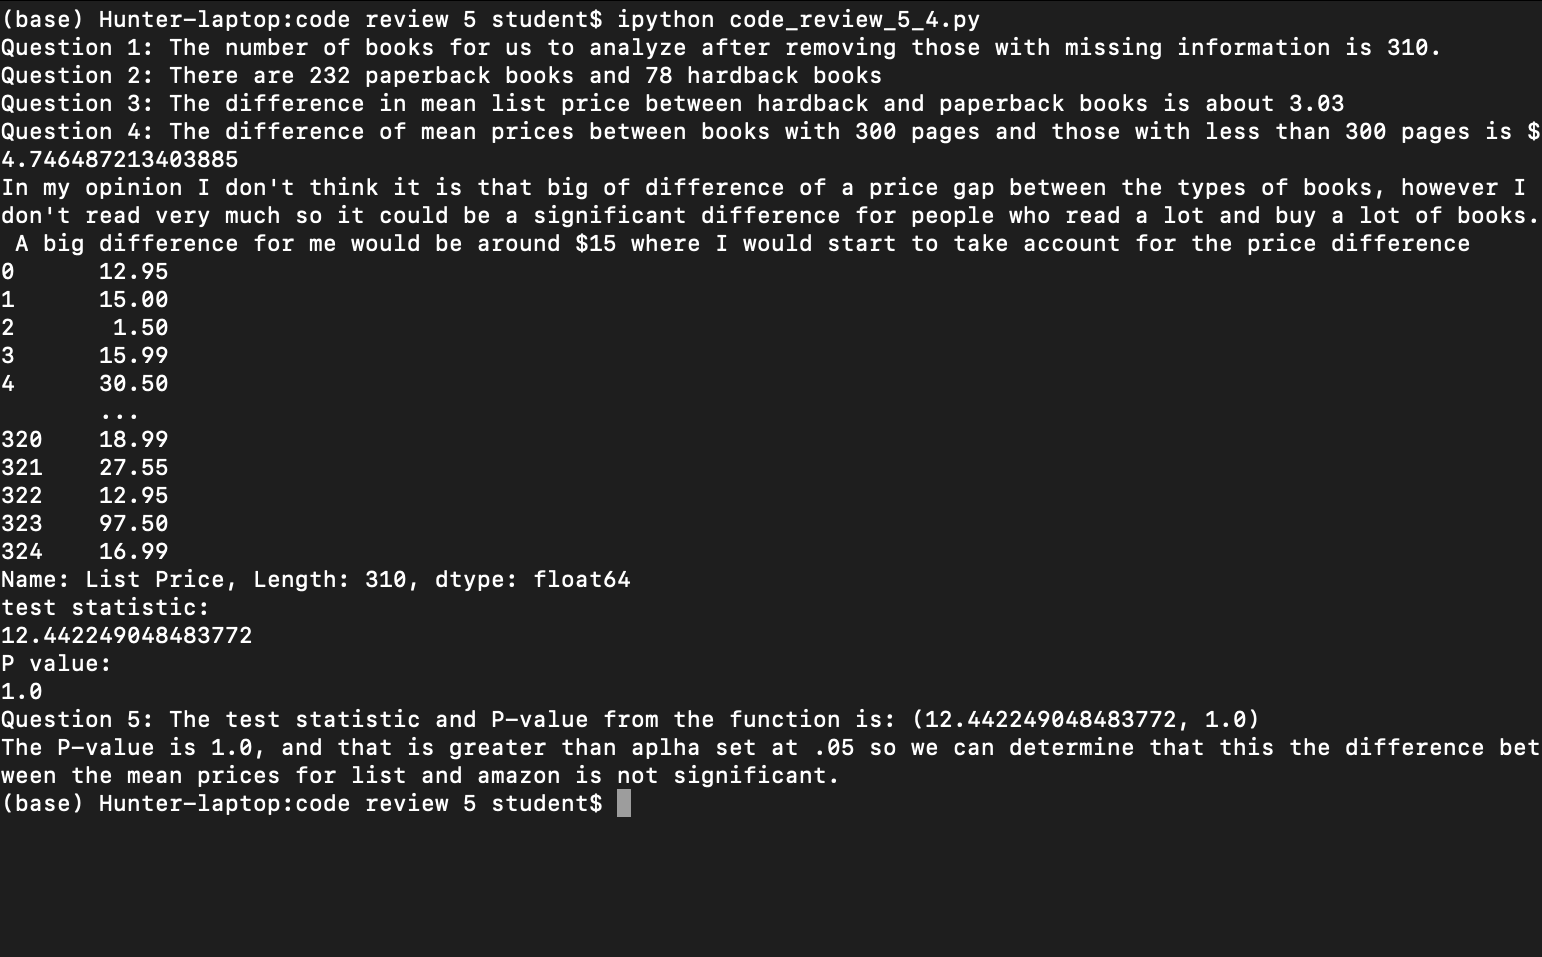 (base) Hunter-laptop:code review 5 student$ ipython code_review_5_4.py
Question 1: The number of books for us to analyze after removing those with missing information is 310.
Question 2: There are 232 paperback books and 78 hardback books
Question 3: The difference in mean list price between hardback and paperback books is about 3.03
Question 4: The difference of mean prices between books with 300 pages and those with less than 300 pages is $
4.746487213403885
In my opinion I don't think it is that big of difference of a price gap between the types of books, however I
don't read very much so it could be a significant difference for people who read a lot and buy a lot of books.
 A big difference for me would be around $15 where I would start to take account for the price difference
0      12.95
1      15.00
2       1.50
3      15.99
4      30.50
       ...
320    18.99
321    27.55
322    12.95
323    97.50
324    16.99
Name: List Price, Length: 310, dtype: float64
test statistic:
12.442249048483772
P value:
1.0
Question 5: The test statistic and P-value from the function is: (12.442249048483772, 1.0)
The P-value is 1.0, and that is greater than aplha set at .05 so we can determine that this the difference bet
ween the mean prices for list and amazon is not significant.
(base) Hunter-laptop:code review 5 student$